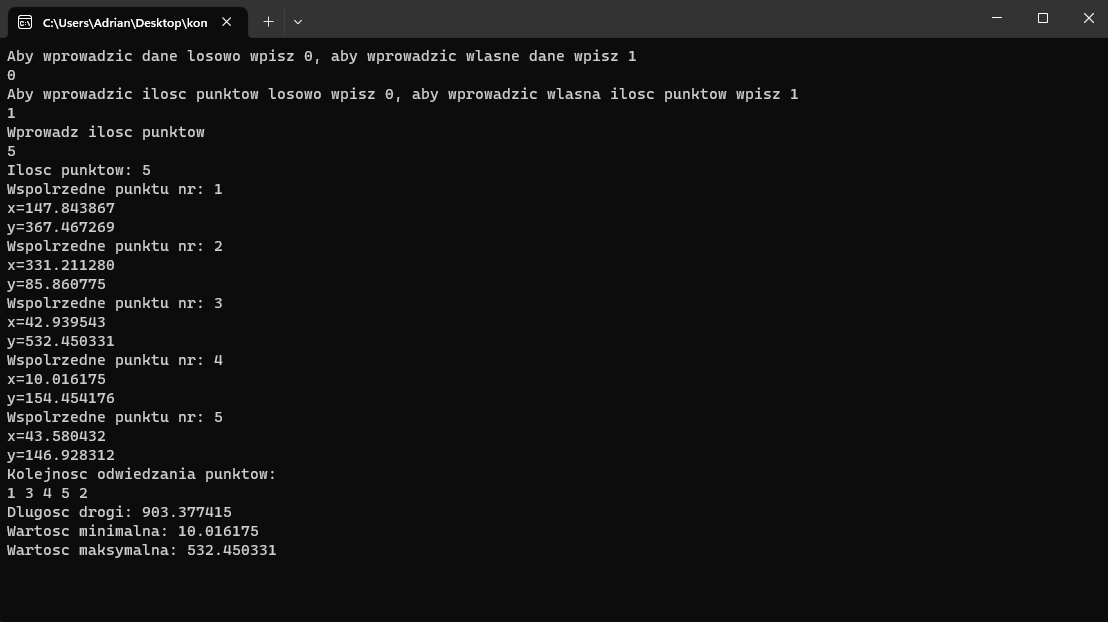 C:\Users\Adrian\Desktop\kon
Aby wprowadzic dane losowo wpisz 0, aby wprowadzic wlasne dane wpisz 1
0
Aby wprowadzic ilosc punktow losowo wpisz 0, aby wprowadzic wlasna ilosc punktow wpisz 1
1
Wprowadz ilosc punktow
5
Ilosc punktow: 5
Wspolrzedne punktu nr: 1
x=147.843867
y=367.467269
Wspolrzedne punktu nr: 2
x=331.211280
y=85.860775
Wspolrzedne punktu nr: 3
x=42.939543
y=532.450331
Wspolrzedne punktu nr: 4
x=10.016175
y=154.454176
Wspolrzedne punktu nr: 5
x=43.580432
y=146.928312
Kolejnosc odwiedzania punktow:
1 3 4 5 2
Dlugosc drogi: 903.377415
Wartosc minimalna: 10.016175
Wartosc maksymalna: 532.450331